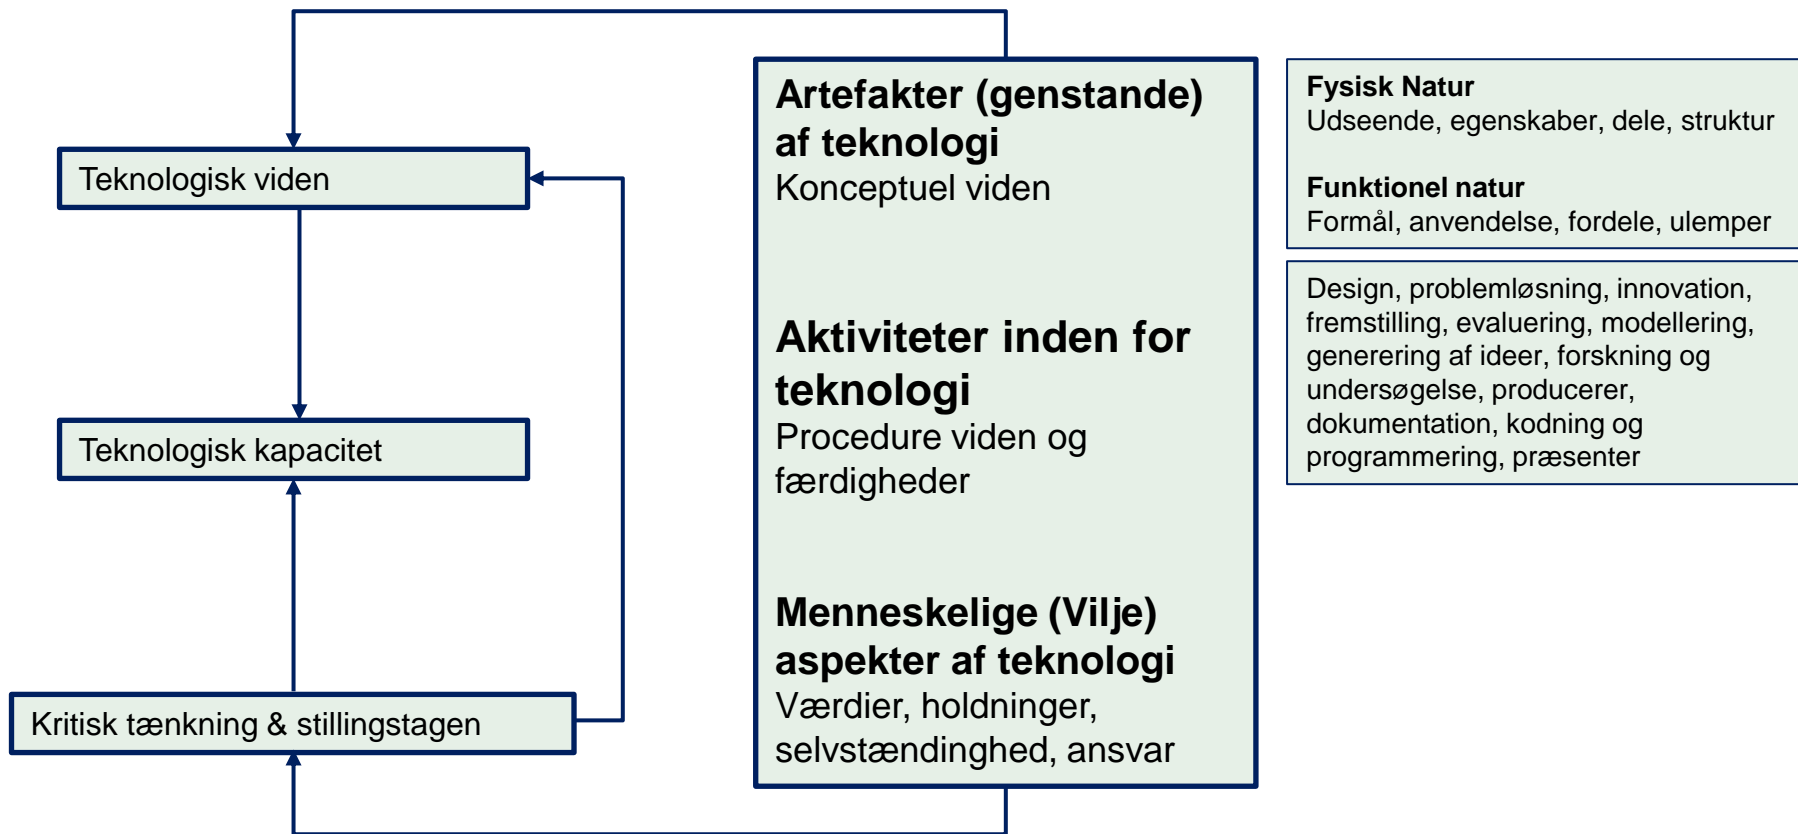 Teknologisk viden
Teknologisk kapacitet
Kritisk tænkning & stillingstagen
Artefakter (genstande)
af teknologi
Konceptuel viden
Aktiviteter inden for
teknologi
Procedure viden og
færdigheder
Menneskelige (Vilje)
aspekter af teknologi
Værdier, holdninger,
selvstændinghed, ansvar
Fysisk Natur
Udseende, egenskaber, dele, struktur
Funktionel natur
Formål, anvendelse, fordele, ulemper
Design, problemløsning, innovation,
fremstilling, evaluering, modellering,
generering af ideer, forskning og
undersøgelse, producerer,
dokumentation, kodning og
programmering, præsenter